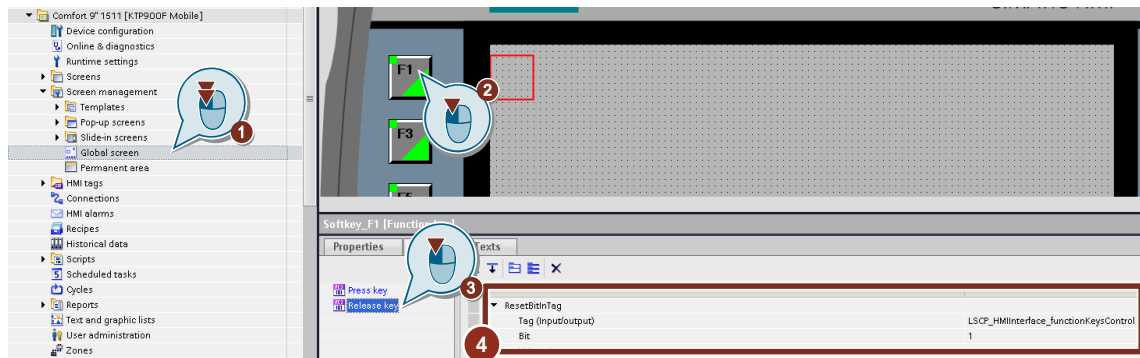 Comfort 9" 1511 [KTP900F Mobile]
Device configuration
Online & diagnostics
Runtime settings
Screens
Screen management
Templates
Pop-up screens
Slide-in screens
Global screen
Permanent area
HMI tags
Connections
HMI alarms
Recipes
Historical data
Scripts
Scheduled tasks
Cycles
Reports
Text and graphic lists
User administration
Zones
1
F1
2
F3
Softkey_F1
Properties
Texts
Press key
Release key
3
ResetBitInTag
Tag (Input/output)
LSCP_HMIInterface_functionKeysControl
Bit
1
4